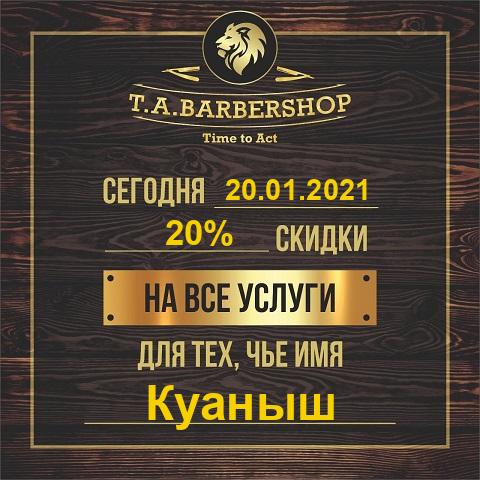 T.A.BARBERSHOP
Time to Act
СЕГОДНЯ 20.01.2021
20% СКИДКИ
НА ВСЕ УСЛУГИ
ДЛЯ ТЕХ, ЧЬЕ ИМЯ
Куаныш